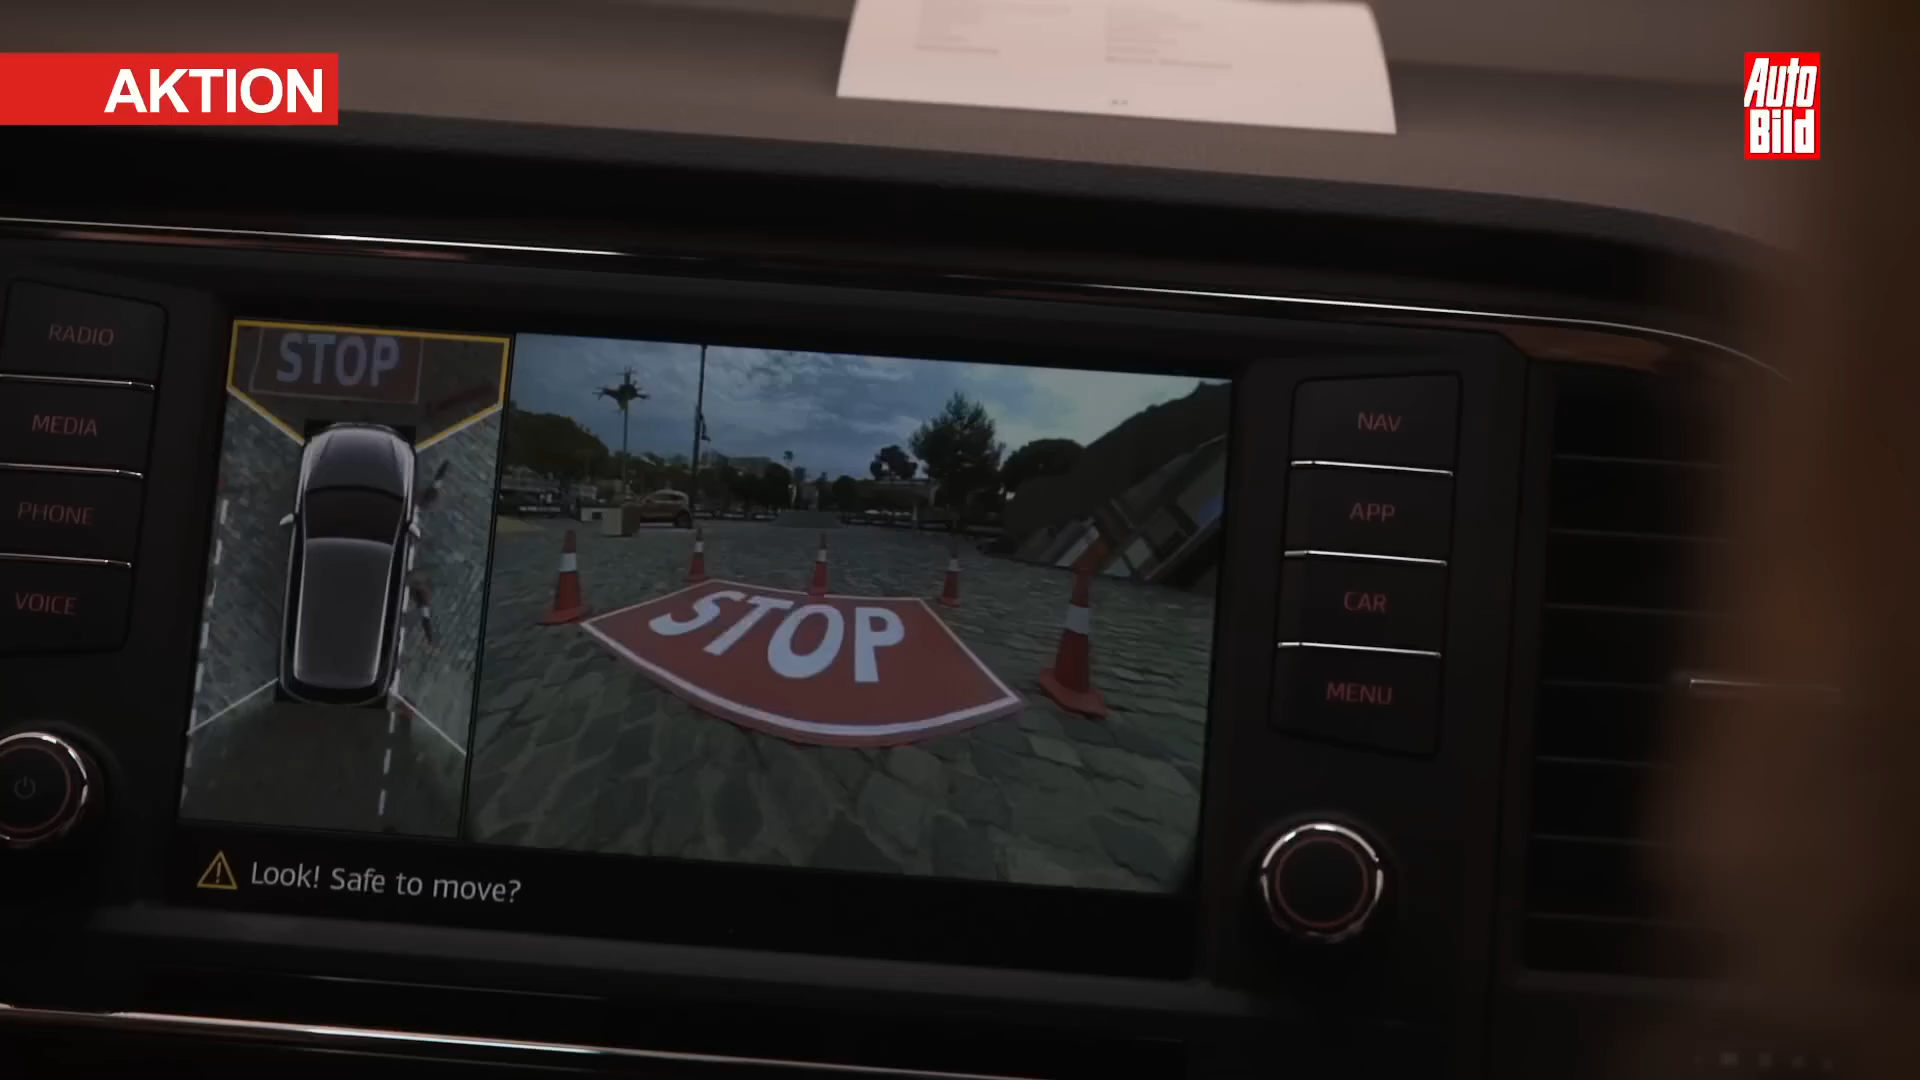 AKTION
Auto
Bild
RADIO
MEDIA
PHONE
VOICE
STOP
STOP
NAV
APP
CAR
MENU
Look! Safe to move?